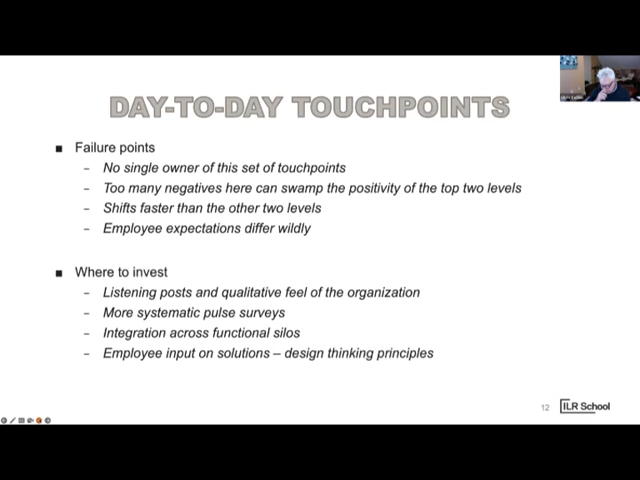 DAY-TO-DAY TOUCHPOINTS
■ Failure points
– No single owner of this set of touchpoints
– Too many negatives here can swamp the positivity of the top two levels
– Shifts faster than the other two levels
– Employee expectations differ wildly
■ Where to invest
– Listening posts and qualitative feel of the organization
– More systematic pulse surveys
– Integration across functional silos
– Employee input on solutions – design thinking principles
12
ILR School